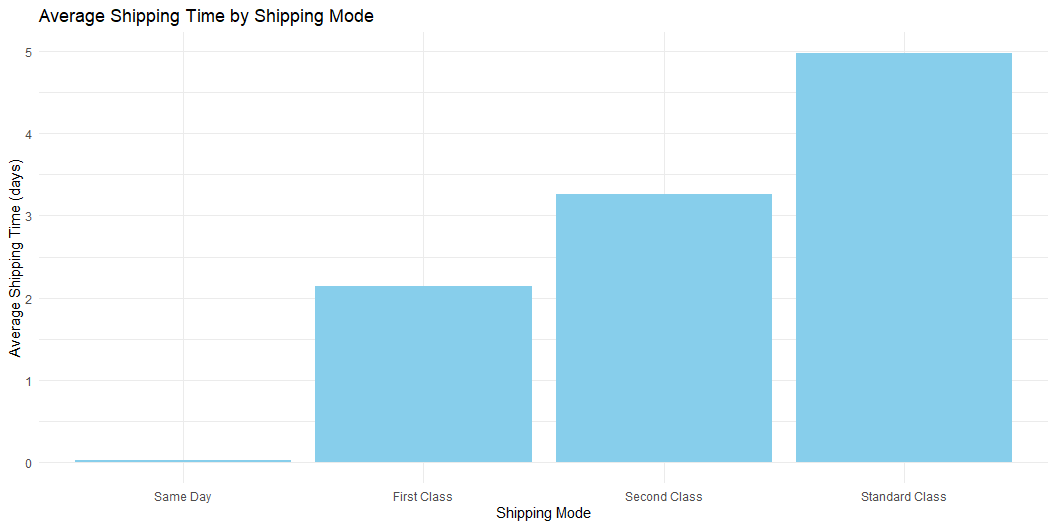 Average Shipping Time by Shipping Mode
Average Shipping Time (days)
5
4
3
2
1
0
Same Day First Class Second Class Standard Class
Shipping Mode